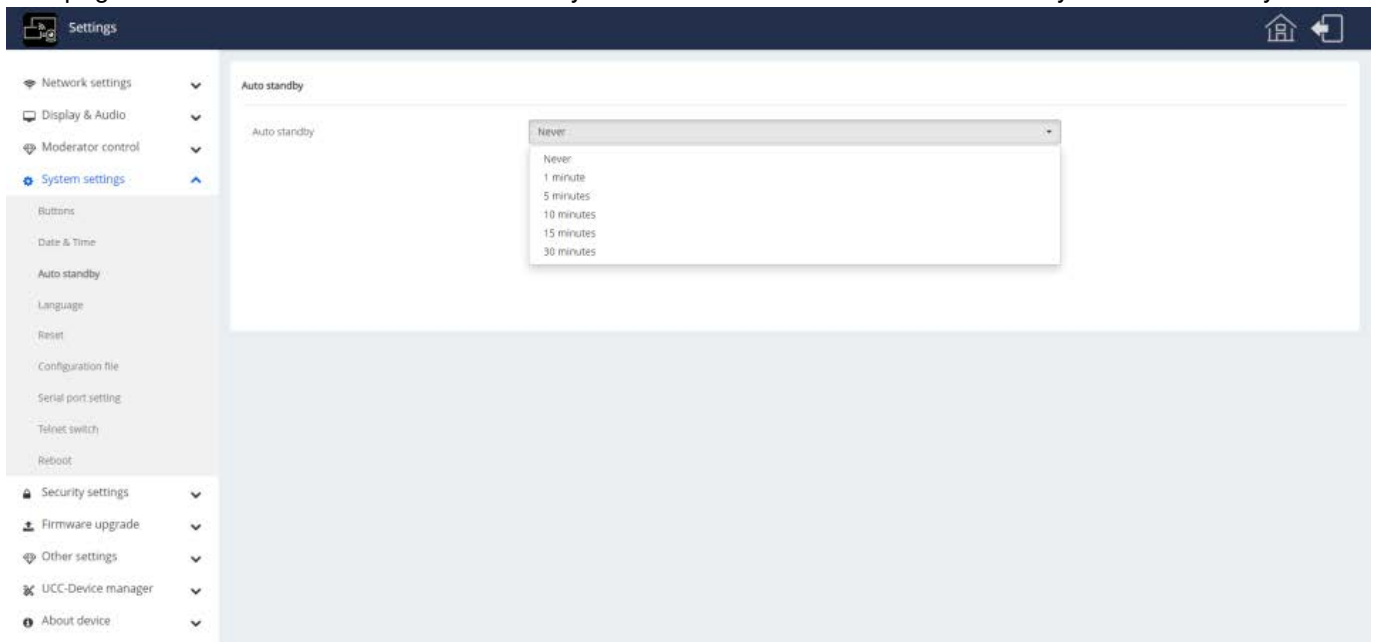 Settings
Network settings
Display & Audio
Moderator control
System settings
Buttons
Date & Time
Auto standby
Language
Reset
Configuration file
Serial port setting
Telnet switch
Reboot
Security settings
Firmware upgrade
Other settings
UCC-Device manager
About device
Auto standby
Auto standby
Never
Never
1 minute
5 minutes
10 minutes
15 minutes
30 minutes